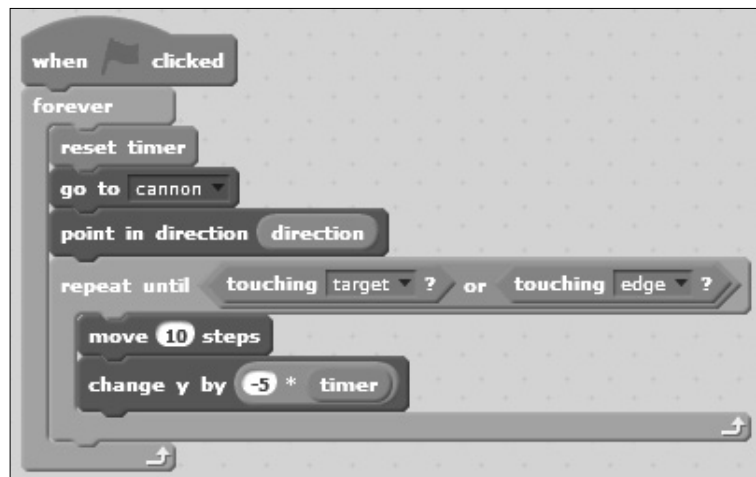 when clicked
forever
reset timer
go to cannon
point in direction direction
repeat until touching target ? or touching edge ?
move 10 steps
change y by -5 * timer